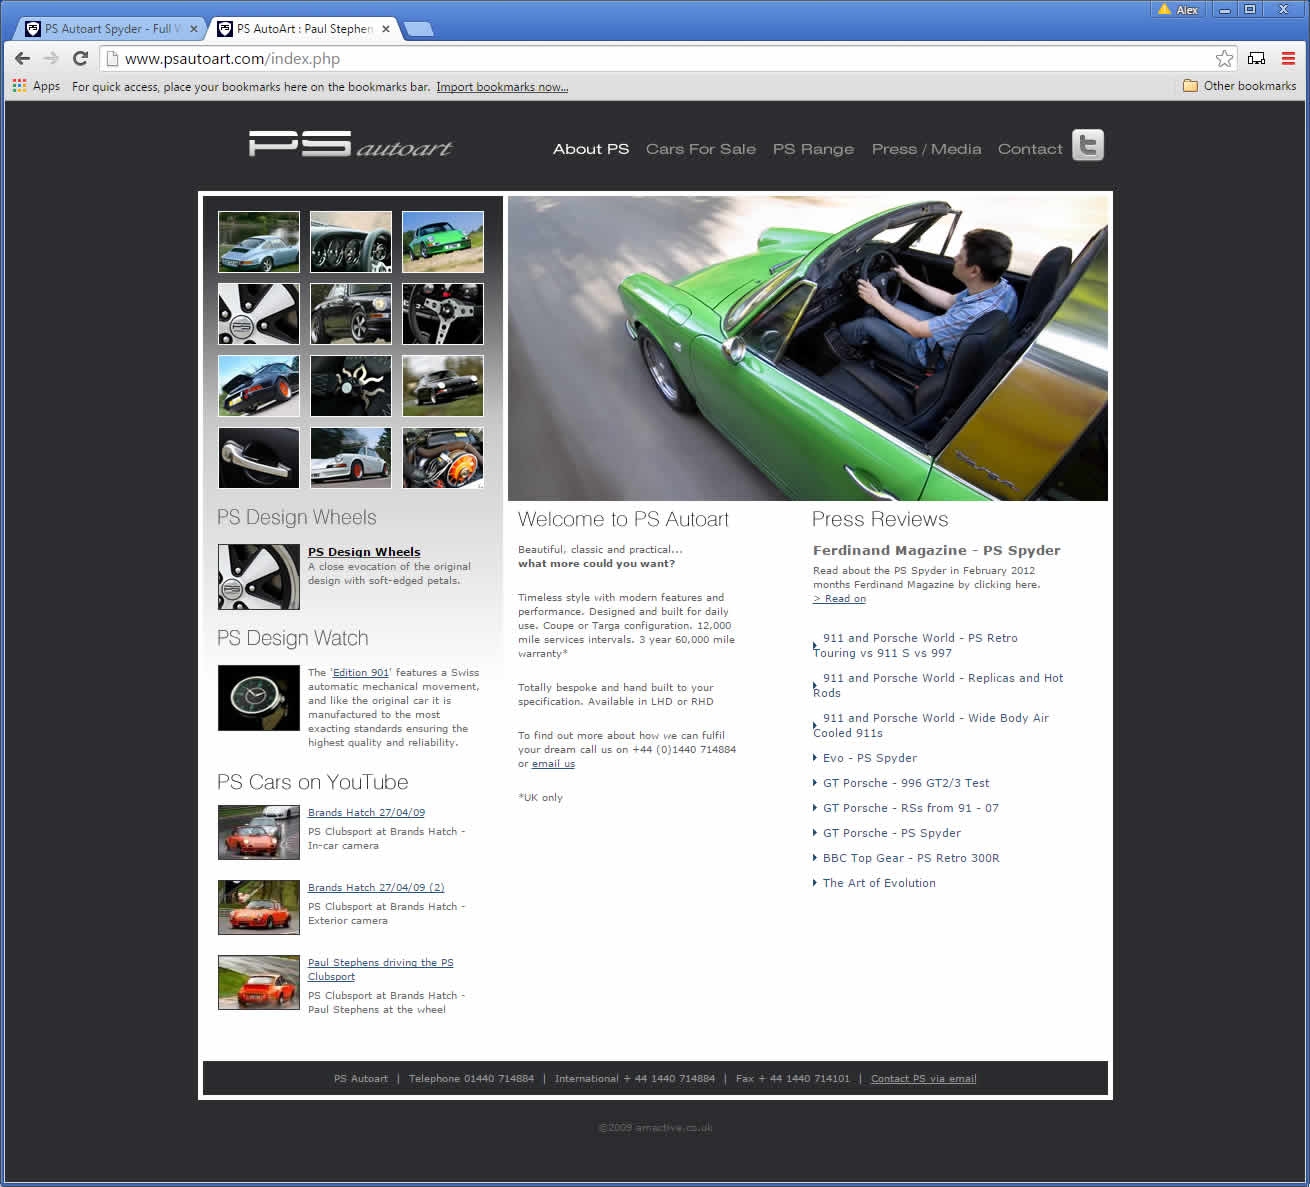 Alex
PS Autoart Spyder - Full
PS AutoArt : Paul Stephen
www.psautoart.com/index.php
Apps For quick access, place your bookmarks here on the bookmarks bar. Import bookmarks now... Other bookmarks
PS autoart
About PS Cars For Sale PS Range Press / Media Contact
PS Design Wheels
PS Design Wheels
A close evocation of the original
design with soft-edged petals.
PS Design Watch
The 'Edition 901' features a Swiss
automatic mechanical movement,
and like the original car it is
manufactured to the most
exacting standards ensuring the
highest quality and reliability.
PS Cars on YouTube
Brands Hatch 27/04/09
PS Clubsport at Brands Hatch -
In-car camera
Brands Hatch 27/04/09 (2)
PS Clubsport at Brands Hatch -
Exterior camera
Paul Stephens driving the PS
Clubsport
PS Clubsport at Brands Hatch -
Paul Stephens at the wheel
Welcome to PS Autoart
Beautiful, classic and practical...
what more could you want?
Timeless style with modern features and
performance. Designed and built for daily
use. Coupe or Targa configuration. 12,000
mile services intervals. 3 year 60,000 mile
warranty*
Totally bespoke and hand built to your
specification. Available in LHD or RHD
To find out more about how we can fulfil
your dream call us on +44 (0)1440 714884
or email us
*UK only
Press Reviews
Ferdinand Magazine - PS Spyder
Read about the PS Spyder in February 2012
months Ferdinand Magazine by clicking here.
> Read on
911 and Porsche World - PS Retro
Touring vs 911 S vs 997
911 and Porsche World - Replicas and Hot
Rods
911 and Porsche World - Wide Body Air
Cooled 911s
Evo - PS Spyder
GT Porsche - 996 GT2/3 Test
GT Porsche - RSs from 91 - 07
GT Porsche - PS Spyder
BBC Top Gear - PS Retro 300R
The Art of Evolution
PS Autoart | Telephone 01440 714884 | International + 44 1440 714884 | Fax + 44 1440 714101 | Contact PS via email
©2009 amactive.co.uk